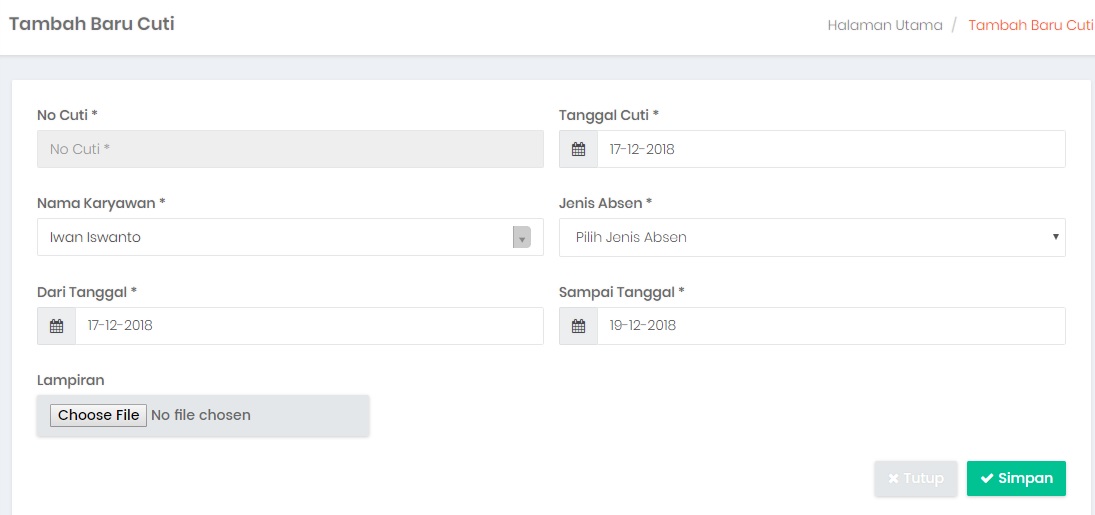 Tambah Baru Cuti
Halaman Utama / Tambah Baru Cuti
No Cuti *
Tanggal Cuti *
No Cuti *
17-12-2018
Nama Karyawan *
Jenis Absen *
Iwan Iswanto
Pilih Jenis Absen
Dari Tanggal *
Sampai Tanggal *
17-12-2018
19-12-2018
Lampiran
Choose File No file chosen
Tutup
Simpan